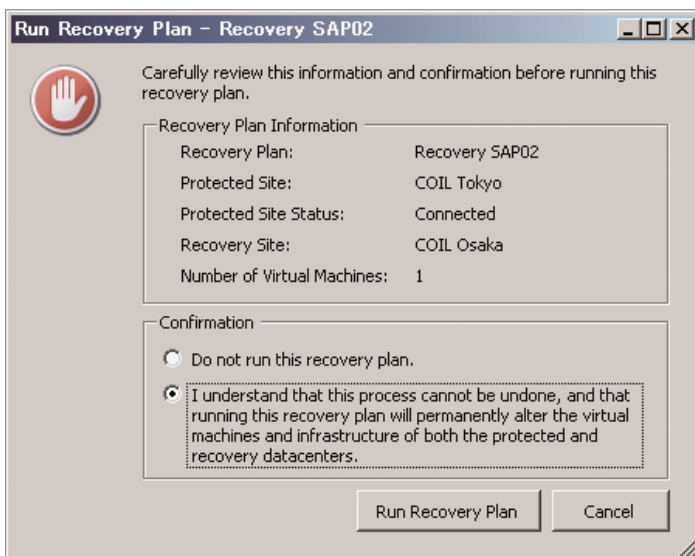 Run Recovery Plan - Recovery SAP02
Carefully review this information and confirmation before running this
recovery plan.
Recovery Plan Information
Recovery Plan: Recovery SAP02
Protected Site: COIL Tokyo
Protected Site Status: Connected
Recovery Site: COIL Osaka
Number of Virtual Machines: 1
Confirmation
Do not run this recovery plan.
I understand that this process cannot be undone, and that
running this recovery plan will permanently alter the virtual
machines and infrastructure of both the protected and
recovery datacenters.
Run Recovery Plan Cancel